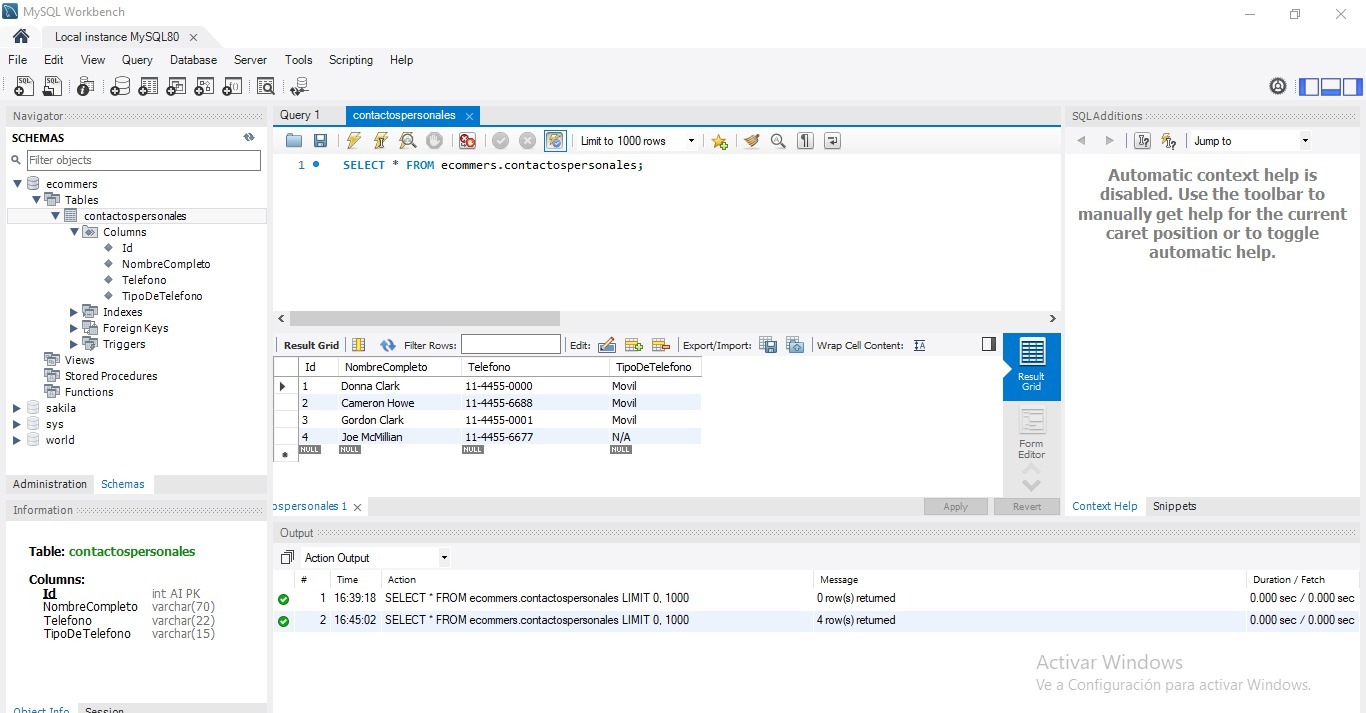 MySQL Workbench
Local instance MySQL80
File Edit View Query Database Server Tools Scripting Help
Navigator
SCHEMAS
Filter objects
ecommers
Tables
contactospersonales
Columns
Id
NombreCompleto
Telefono
TipoDeTelefono
Indexes
Foreign Keys
Triggers
Views
Stored Procedures
Functions
sakila
sys
world
Administration Schemas
Information
Table: contactospersonales
Columns:
Id int AI PK
NombreCompleto varchar(70)
Telefono varchar(22)
TipoDeTelefono varchar(15)
Object Info Session
Query 1 contactospersonales
Limit to 1000 rows
1 SELECT * FROM ecommers.contactospersonales;
Result Grid Filter Rows: Edit: Export/Import: Wrap Cell Content:
Id NombreCompleto Telefono TipoDeTelefono
1 Donna Clark 11-4455-0000 Movil
2 Cameron Howe 11-4455-6688 Movil
3 Gordon Clark 11-4455-0001 Movil
4 Joe McMillian 11-4455-6677 N/A
NULL NULL NULL NULL
Result
Grid
Form
Editor
ospersonales 1 Apply Revert
SQLAdditions
Jump to
Automatic context help is
disabled. Use the toolbar to
manually get help for the current
caret position or to toggle
automatic help.
Context Help Snippets
Output
Action Output
# Time Action Message Duration / Fetch
1 16:39:18 SELECT * FROM ecommers.contactospersonales LIMIT 0, 1000 0 row(s) returned 0.000 sec / 0.000 sec
2 16:45:02 SELECT * FROM ecommers.contactospersonales LIMIT 0, 1000 4 row(s) returned 0.000 sec / 0.000 sec
Activar Windows
Ve a Configuración para activar Windows.